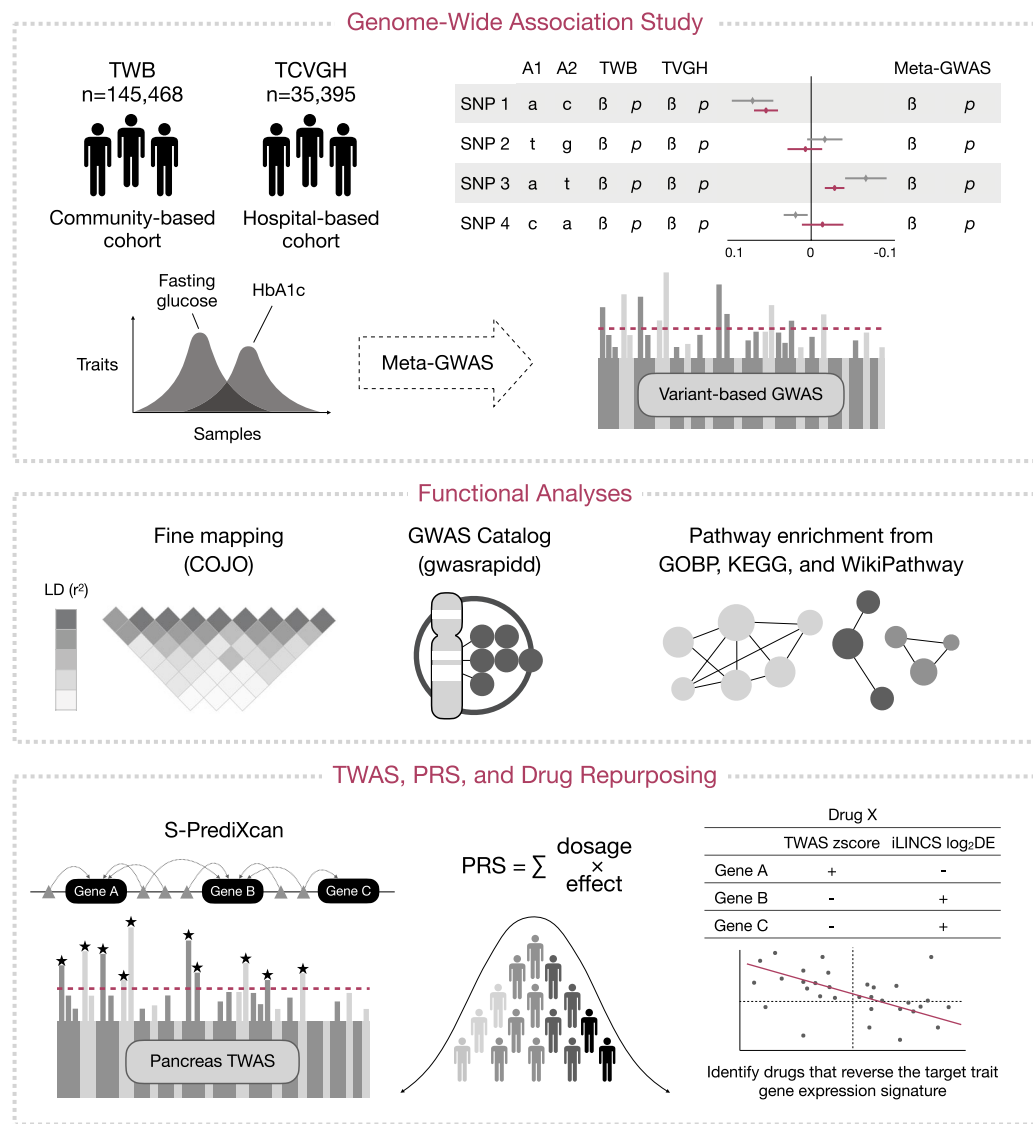 Genome-Wide Association Study
TWB
n=145,468
TCVGH
n=35,395
Community-based
cohort
Hospital-based
cohort
A1 A2 TWB TVGH Meta-GWAS
SNP 1 a c ß p ß p ß p
SNP 2 t g ß p ß p
SNP 3 a t ß p ß p ß p
SNP 4 c a ß p ß p ß p
0.1 0 -0.1
Fasting
glucose
HbA1c
Traits
Samples
Meta-GWAS
Variant-based GWAS
Functional Analyses
Fine mapping
(COJO)
LD (r²)
GWAS Catalog
(gwasrapidd)
Pathway enrichment from
GOBP, KEGG, and WikiPathway
TWAS, PRS, and Drug Repurposing
S-PrediXcan
Gene A Gene B Gene C
Pancreas TWAS
PRS = ∑ dosage × effect
Drug X
TWAS zscore iLINCS log₂DE
Gene A + -
Gene B - +
Gene C - +
Identify drugs that reverse the target trait
gene expression signature